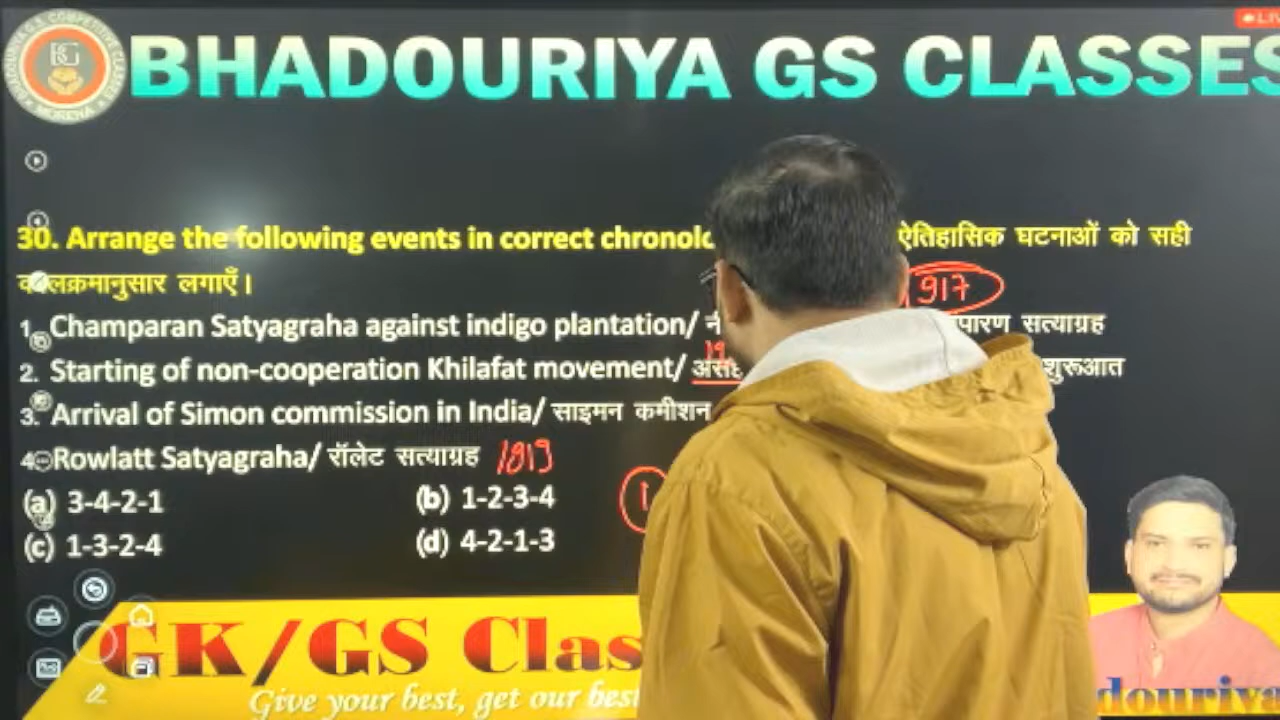 BHADOURIYA GS CLASSES
LIV
30. Arrange the following events in correct ऐतिहासिक घटनाओं को सही
कालक्रमानुसार लगाएँ।
917
1. Champaran Satyagraha against indigo plantation/ सत्याग्रह
2. Starting of non-cooperation Khilafat movement/ शुरूआत
3. Arrival of Simon commission in India/ साइमन कमीशन
4. Rowlatt Satyagraha/ रॉलेट सत्याग्रह 1919
(a) 3-4-2-1 (b) 1-2-3-4
(c) 1-3-2-4 (d) 4-2-1-3
GK/GS Clas
Give your best, get our best
douriya